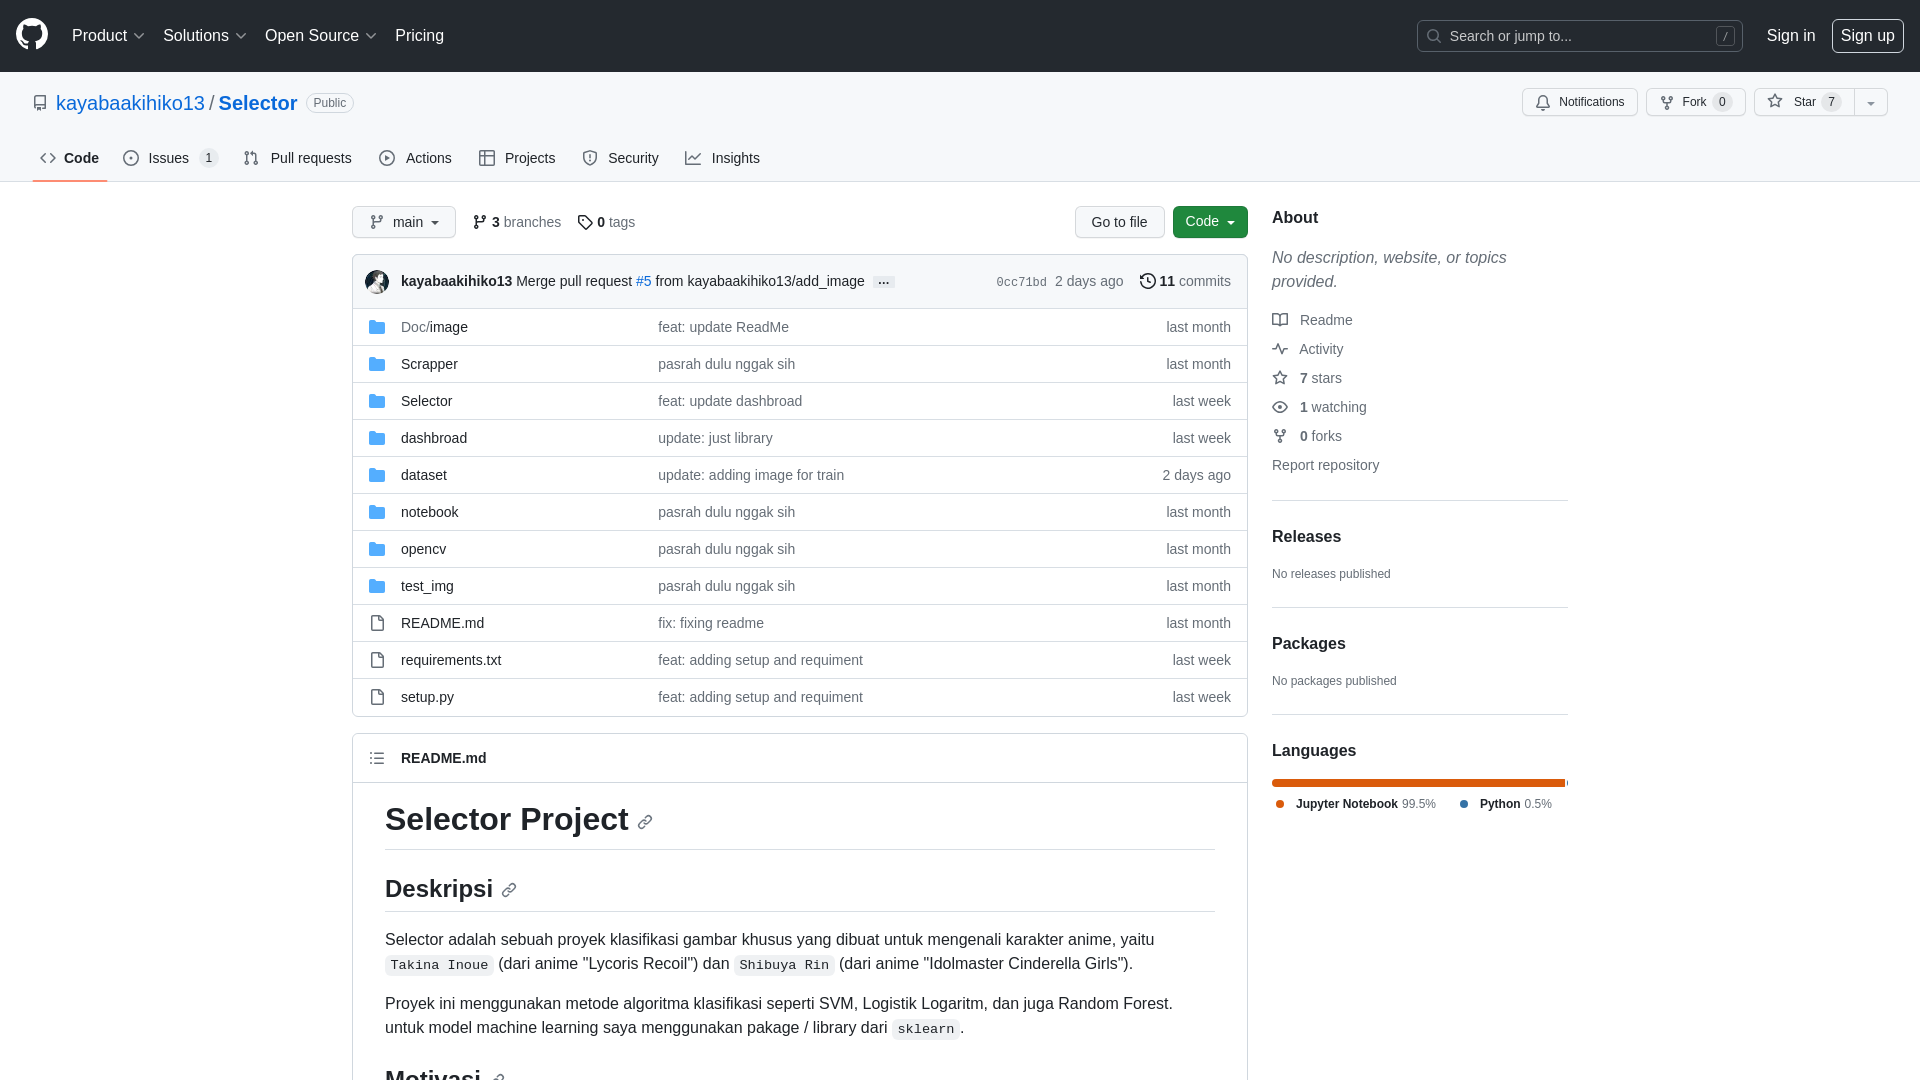 Product Solutions Open Source Pricing Search or jump to... / Sign in Sign up
kayabaakihiko13 / Selector Public Notifications Fork 0 Star 7
Code Issues 1 Pull requests Actions Projects Security Insights
main 3 branches 0 tags Go to file Code
kayabaakihiko13 Merge pull request #5 from kayabaakihiko13/add_image ... 0cc71bd 2 days ago 11 commits
Doc/image feat: update ReadMe last month
Scrapper pasrah dulu nggak sih last month
Selector feat: update dashbroad last week
dashbroad update: just library last week
dataset update: adding image for train 2 days ago
notebook pasrah dulu nggak sih last month
opencv pasrah dulu nggak sih last month
test_img pasrah dulu nggak sih last month
README.md fix: fixing readme last month
requirements.txt feat: adding setup and requiment last week
setup.py feat: adding setup and requiment last week
README.md
Selector Project
Deskripsi
Selector adalah sebuah proyek klasifikasi gambar khusus yang dibuat untuk mengenali karakter anime, yaitu
Takina Inoue (dari anime "Lycoris Recoil") dan Shibuya Rin (dari anime "Idolmaster Cinderella Girls").
Proyek ini menggunakan metode algoritma klasifikasi seperti SVM, Logistik Logaritm, dan juga Random Forest.
untuk model machine learning saya menggunakan pakage / library dari sklearn.
Motivasi
About
No description, website, or topics
provided.
Readme
Activity
7 stars
1 watching
0 forks
Report repository
Releases
No releases published
Packages
No packages published
Languages
Jupyter Notebook 99.5% Python 0.5%